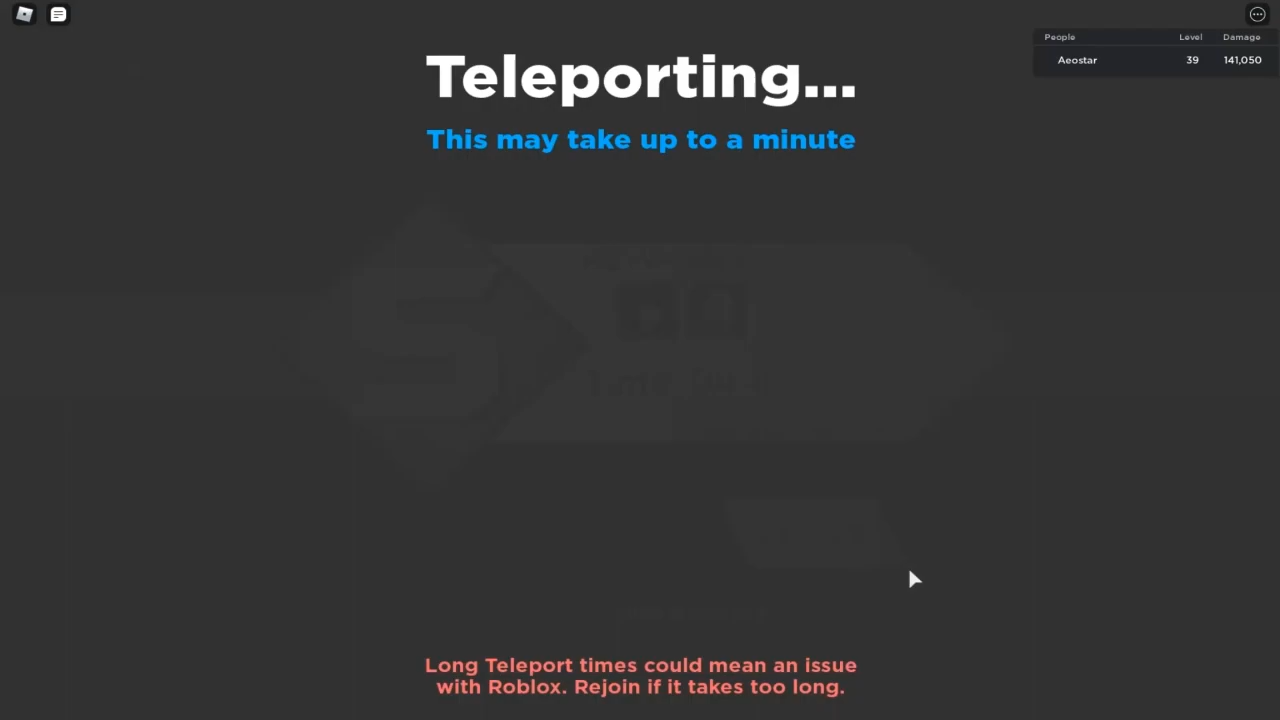 People Level Damage
Aeostar 39 141,050
Teleporting...
This may take up to a minute
S
Long Teleport times could mean an issue
with Roblox. Rejoin if it takes too long.